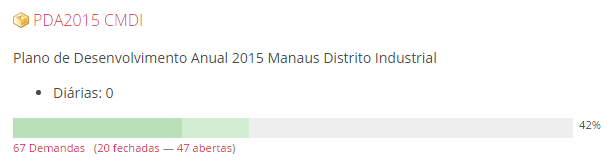 PDA2015 CMDI
Plano de Desenvolvimento Anual 2015 Manaus Distrito Industrial
• Diárias: 0
42%
67 Demandas (20 fechadas — 47 abertas)